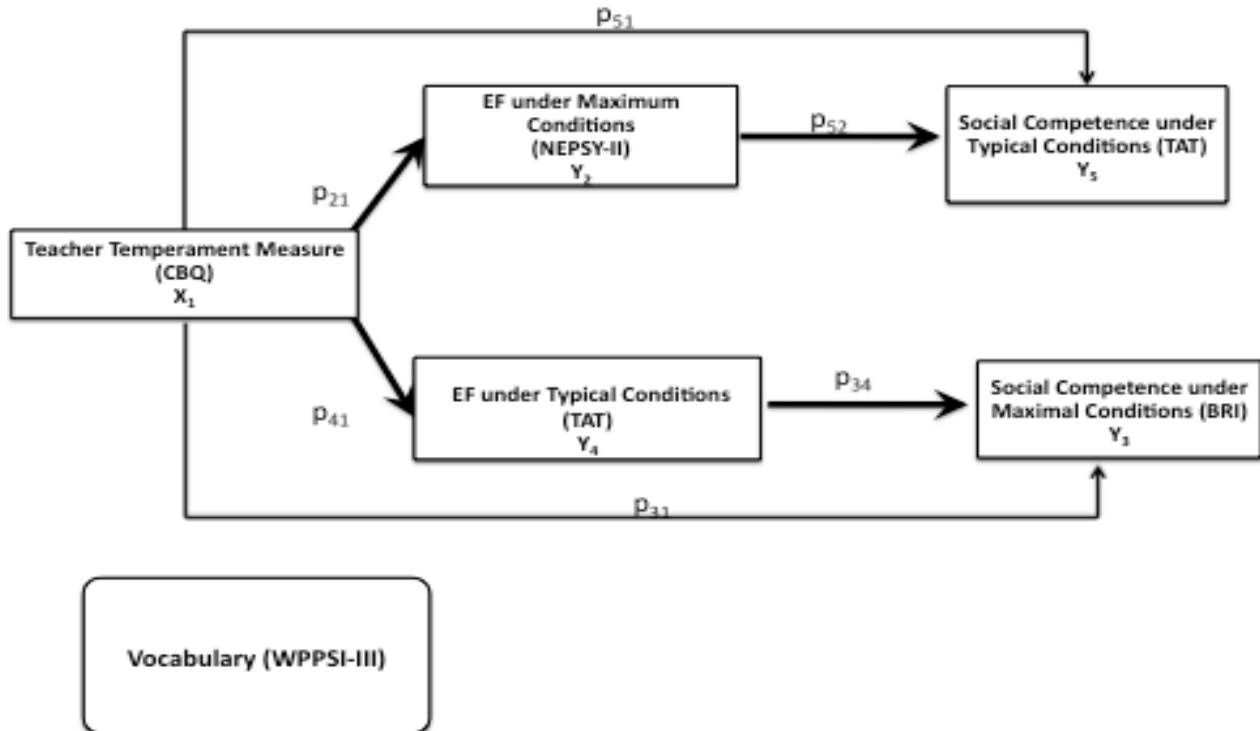 p51
EF under Maximum
Conditions
(NEPSY-II)
Y2
p52
Social Competence under
Typical Conditions (TAT)
Y5
p21
Teacher Temperament Measure
(CBQ)
X1
p41
EF under Typical Conditions
(TAT)
Y4
p34
Social Competence under
Maximal Conditions (BRI)
Y3
p31
Vocabulary (WPPSI-III)